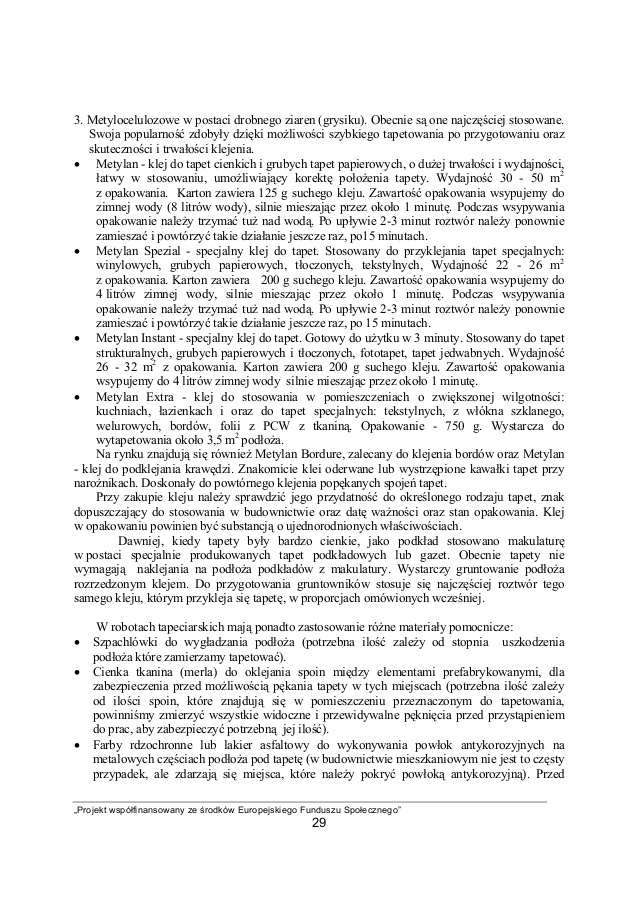 3. Metylocelulozowe w postaci drobnego ziaren (grysiku). Obecnie są one najczęściej stosowane.
Swoja popularność zdobyły dzięki możliwości szybkiego tapetowania po przygotowaniu oraz
skuteczności i trwałości klejenia.
• Metylan - klej do tapet cienkich i grubych tapet papierowych, o dużej trwałości i wydajności,
łatwy w stosowaniu, umożliwiający korektę położenia tapety. Wydajność 30 - 50 m²
z opakowania. Karton zawiera 125 g suchego kleju. Zawartość opakowania wsypujemy do
zimnej wody (8 litrów wody), silnie mieszając przez około 1 minutę. Podczas wsypywania
opakowanie należy trzymać tuż nad wodą. Po upływie 2-3 minut roztwór należy ponownie
zamieszać i powtórzyć takie działanie jeszcze raz, po15 minutach.
• Metylan Spezial - specjalny klej do tapet. Stosowany do przyklejania tapet specjalnych:
winylowych, grubych papierowych, tłoczonych, tekstylnych, Wydajność 22 - 26 m²
z opakowania. Karton zawiera 200 g suchego kleju. Zawartość opakowania wsypujemy do
4 litrów zimnej wody, silnie mieszając przez około 1 minutę. Podczas wsypywania
opakowanie należy trzymać tuż nad wodą. Po upływie 2-3 minut roztwór należy ponownie
zamieszać i powtórzyć takie działanie jeszcze raz, po 15 minutach.
• Metylan Instant - specjalny klej do tapet. Gotowy do użytku w 3 minuty. Stosowany do tapet
strukturalnych, grubych papierowych i tłoczonych, fototapet, tapet jedwabnych. Wydajność
26 - 32 m² z opakowania. Karton zawiera 200 g suchego kleju. Zawartość opakowania
wsypujemy do 4 litrów zimnej wody silnie mieszając przez około 1 minutę.
• Metylan Extra - klej do stosowania w pomieszczeniach o zwiększonej wilgotności:
kuchniach, łazienkach i oraz do tapet specjalnych: tekstylnych, z włókna szklanego,
welurowych, bordów, folii z PCW z tkaniną. Opakowanie - 750 g. Wystarcza do
wytapetowania około 3,5 m² podłoża.
Na rynku znajdują się również Metylan Bordure, zalecany do klejenia bordów oraz Metylan
- klej do podklejania krawędzi. Znakomicie klei oderwane lub wystrzępione kawałki tapet przy
narożnikach. Doskonały do powtórnego klejenia popękanych spojeń tapet.
Przy zakupie kleju należy sprawdzić jego przydatność do określonego rodzaju tapet, znak
dopuszczający do stosowania w budownictwie oraz datę ważności oraz stan opakowania. Klej
w opakowaniu powinien być substancją o ujednorodnionych właściwościach.
Dawniej, kiedy tapety były bardzo cienkie, jako podkład stosowano makulaturę
w postaci specjalnie produkowanych tapet podkładowych lub gazet. Obecnie tapety nie
wymagają naklejania na podłoża podkładów z makulatury. Wystarczy gruntowanie podłoża
rozrzedzonym klejem. Do przygotowania gruntowników stosuje się najczęściej roztwór tego
samego kleju, którym przykleja się tapetę, w proporcjach omówionych wcześniej.
W robotach tapeciarskich mają ponadto zastosowanie różne materiały pomocnicze:
• Szpachlówki do wygładzania podłoża (potrzebna ilość zależy od stopnia uszkodzenia
podłoża które zamierzamy tapetować).
• Cienka tkanina (merla) do oklejania spoin między elementami prefabrykowanymi, dla
zabezpieczenia przed możliwością pękania tapety w tych miejscach (potrzebna ilość zależy
od ilości spoin, które znajdują się w pomieszczeniu przeznaczonym do tapetowania,
powinniśmy zmierzyć wszystkie widoczne i przewidywalne pęknięcia przed przystąpieniem
do prac, aby zabezpieczyć potrzebną jej ilość).
• Farby rdzochronne lub lakier asfaltowy do wykonywania powłok antykorozyjnych na
metalowych częściach podłoża pod tapetę (w budownictwie mieszkaniowym nie jest to częsty
przypadek, ale zdarzają się miejsca, które należy pokryć powłoką antykorozyjną). Przed
„Projekt współfinansowany ze środków Europejskiego Funduszu Społecznego”
29